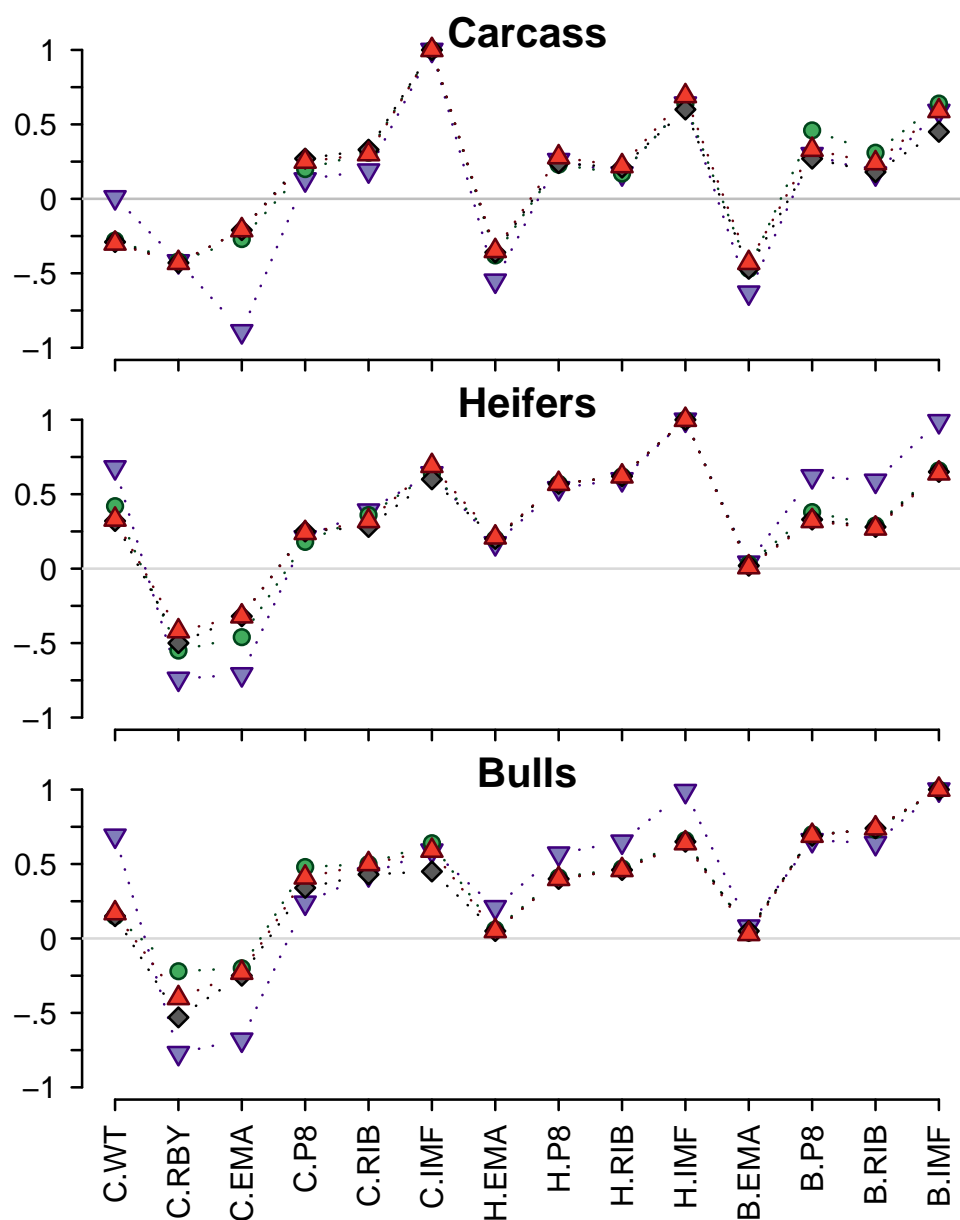 Carcass
1
0.5
0
−.5
−1
Heifers
1
0.5
0
−.5
−1
Bulls
1
0.5
0
−.5
−1
C.WT
C.RBY
C.EMA
C.P8
C.RIB
C.IMF
H.EMA
H.P8
H.RIB
H.IMF
B.EMA
B.P8
B.RIB
B.IMF